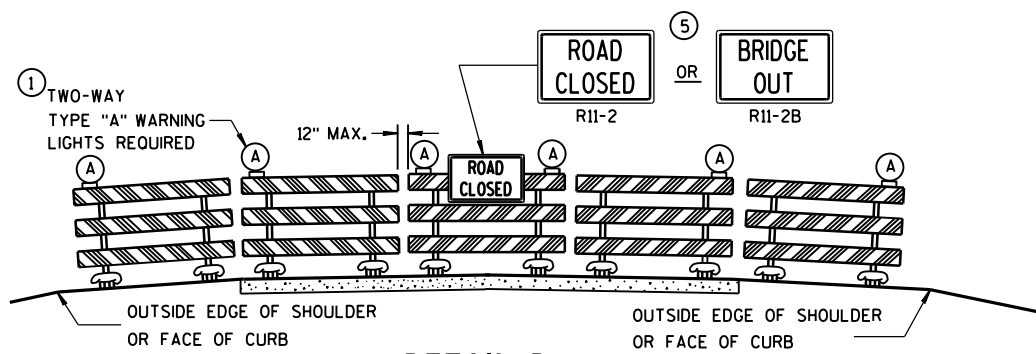 5
ROAD
CLOSED
OR
BRIDGE
OUT
R11-2
R11-2B
1
TWO-WAY
TYPE "A" WARNING
LIGHTS REQUIRED
12" MAX.
A
A
A
A
A
A
ROAD
CLOSED
OUTSIDE EDGE OF SHOULDER
OR FACE OF CURB
OUTSIDE EDGE OF SHOULDER
OR FACE OF CURB